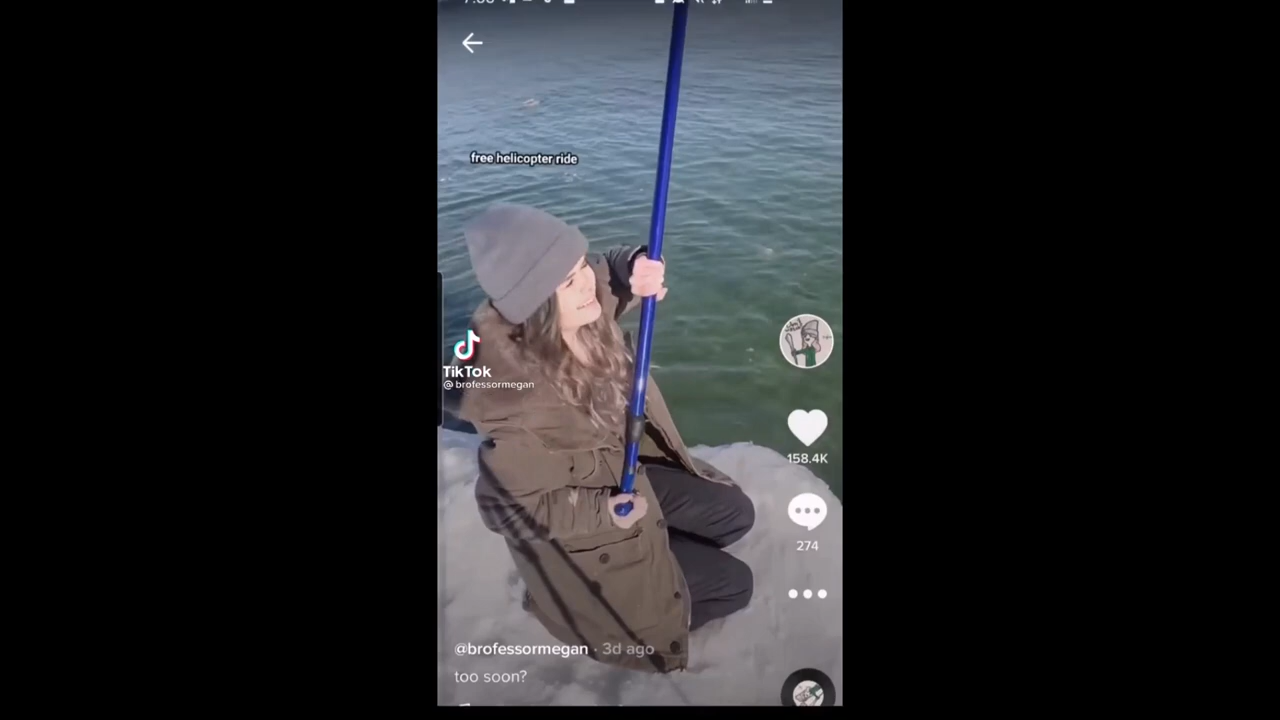 free helicopter ride
TikTok
@brofessormegan
158.4K
274
@brofessormegan · 3d ago
too soon?